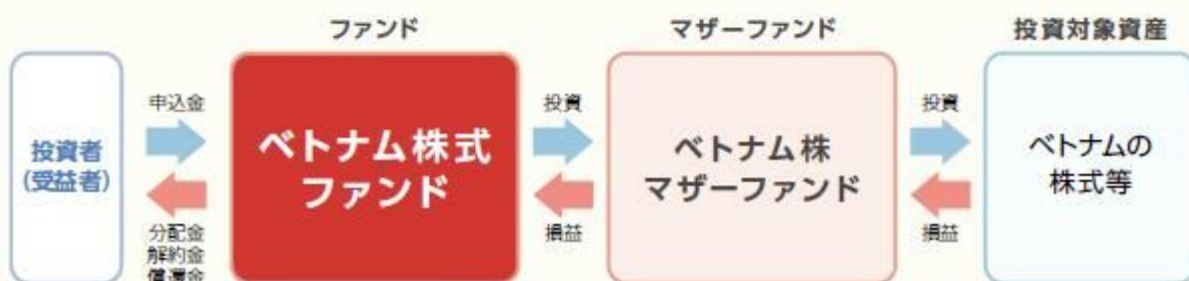 ファンド
マザーファンド
投資対象資産
投資者
(受益者)
申込金
分配金
解約金
償還金
ベトナム株式
ファンド
投資
損益
ベトナム株
マザーファンド
投資
損益
ベトナムの
株式等